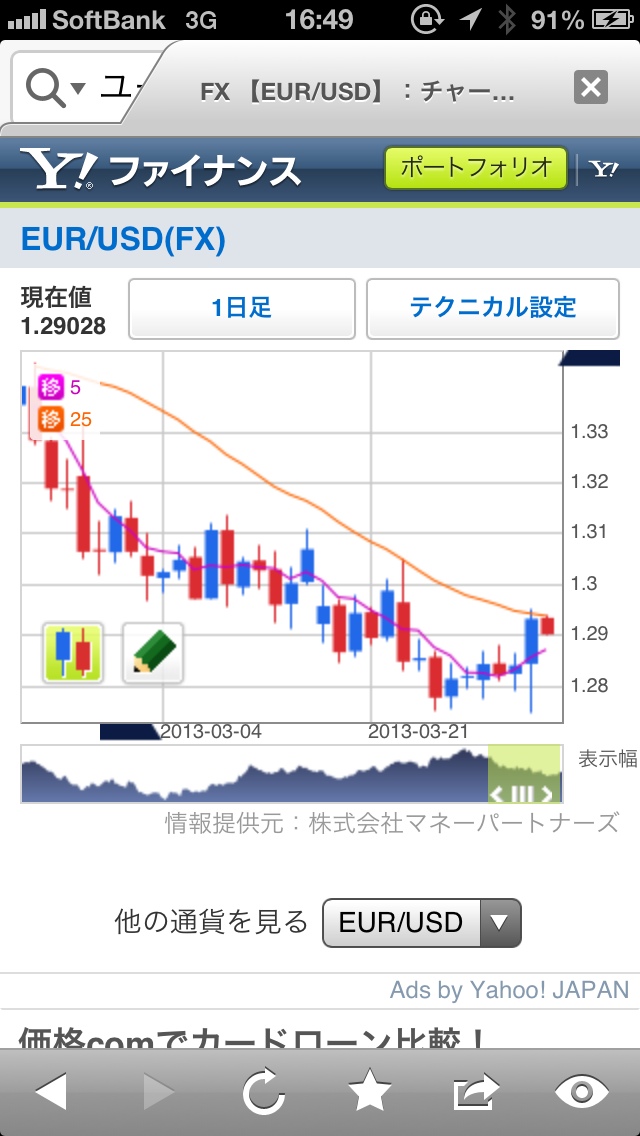 SoftBank 3G 16:49 91%
ユー FX 【EUR/USD】：チャー...
Y!® ファイナンス ポートフォリオ Y!
EUR/USD(FX)
現在値
1.29028
1日足
テクニカル設定
移 5
移 25
1.33
1.32
1.31
1.3
1.29
1.28
2013-03-04 2013-03-21
表示幅
情報提供元：株式会社マネーパートナーズ
他の通貨を見る EUR/USD
Ads by Yahoo! JAPAN
価格comでカードローン比較！